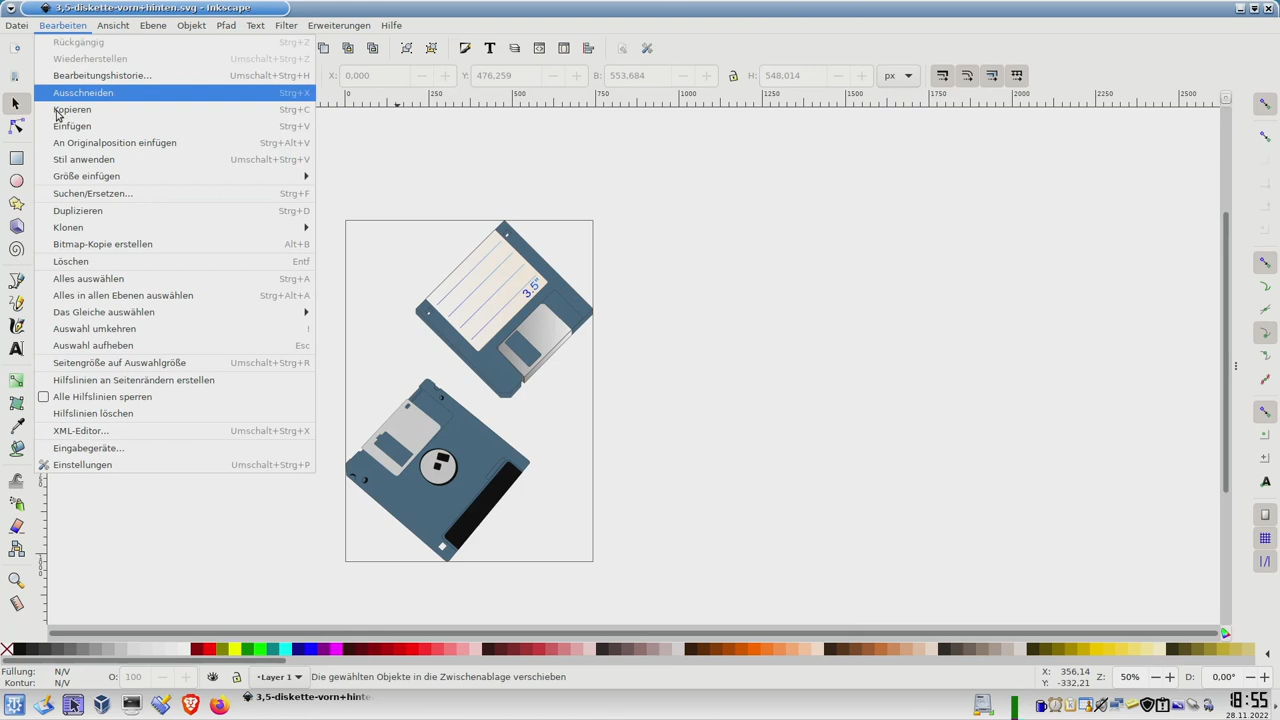 3,5-diskette-vorn+hinten.svg - Inkscape
Datei Bearbeiten Ansicht Ebene Objekt Pfad Text Filter Erweiterungen Hilfe
Rückgängig Strg+Z
Wiederherstellen Umschalt+Strg+Z
Bearbeitungshistorie... Umschalt+Strg+H
X: 0,000 Y: 476,259 B: 553,684 H: 548,014 px
Ausschneiden Strg+X
Kopieren Strg+C
Einfügen Strg+V
An Originalposition einfügen Strg+Alt+V
Stil anwenden Umschalt+Strg+V
Größe einfügen
Suchen/Ersetzen... Strg+F
Duplizieren Strg+D
Klonen
Bitmap-Kopie erstellen Alt+B
Löschen Entf
Alles auswählen Strg+A
Alles in allen Ebenen auswählen Strg+Alt+A
Das Gleiche auswählen
Auswahl umkehren !
Auswahl aufheben Esc
Seitengröße auf Auswahlgröße Umschalt+Strg+R
Hilfslinien an Seitenrändern erstellen
Alle Hilfslinien sperren
Hilfslinien löschen
XML-Editor... Umschalt+Strg+X
Eingabegeräte...
Einstellungen Umschalt+Strg+P
0 250 500 750 1000 1250 1500 1750 2000
3.5"
Füllung: N/V
Kontur: N/V
O: 100
Layer 1
Die gewählten Objekte in die Zwischenablage verschieben
X: 356,14
Y: -332,21
Z: 50%
D: 0,00°
3,5-diskette-vorn+hinte
18:55
28.11.2022